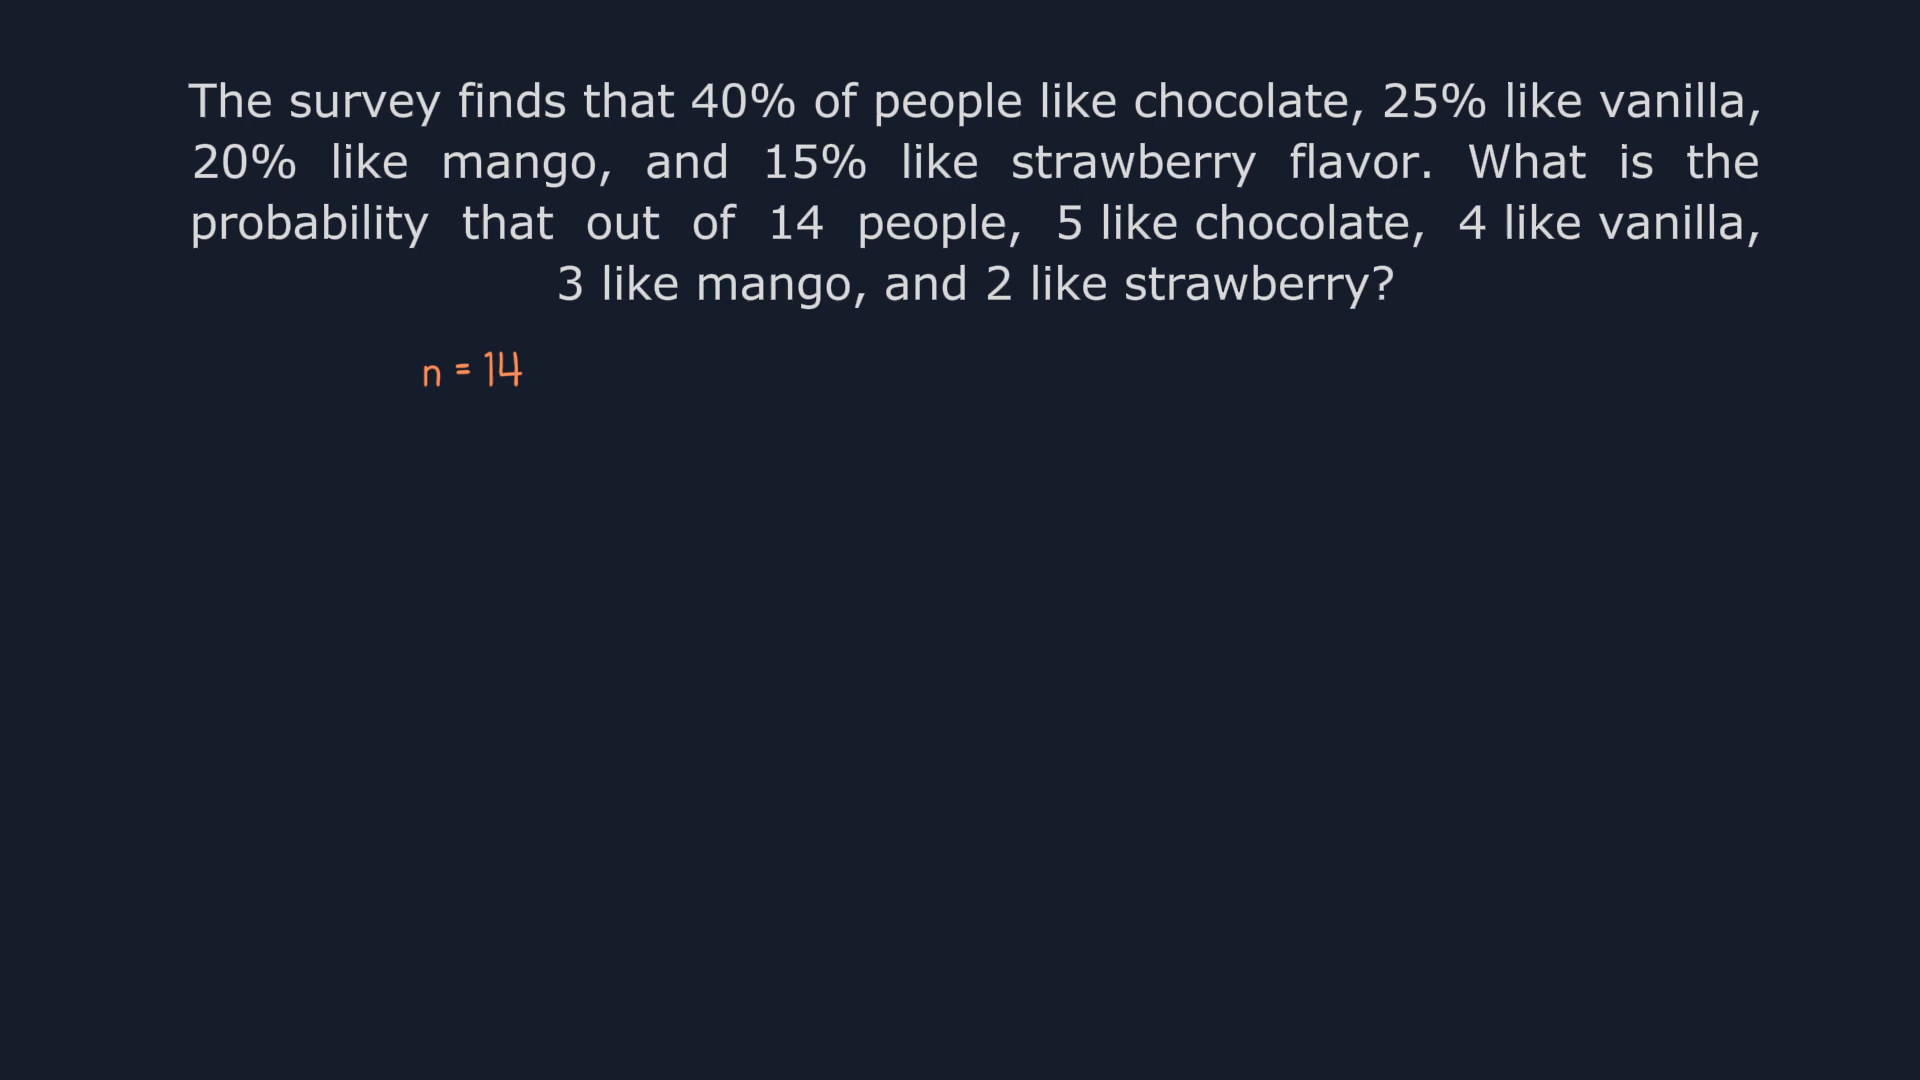 The survey finds that 40% of people like chocolate, 25% like vanilla,
20% like mango, and 15% like strawberry flavor. What is the
probability that out of 14 people, 5 like chocolate, 4 like vanilla,
3 like mango, and 2 like strawberry?
n = 14